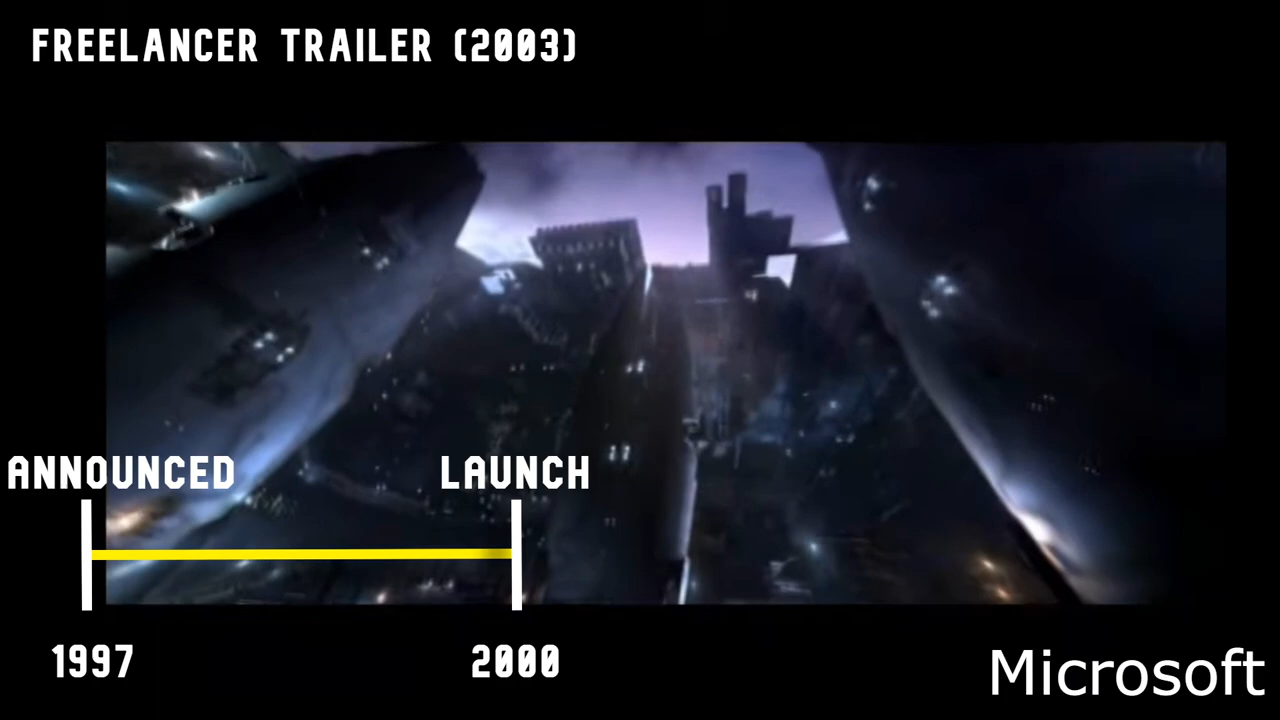 FREELANCER TRAILER (2003)
ANNOUNCED
LAUNCH
1997
2000
Microsoft